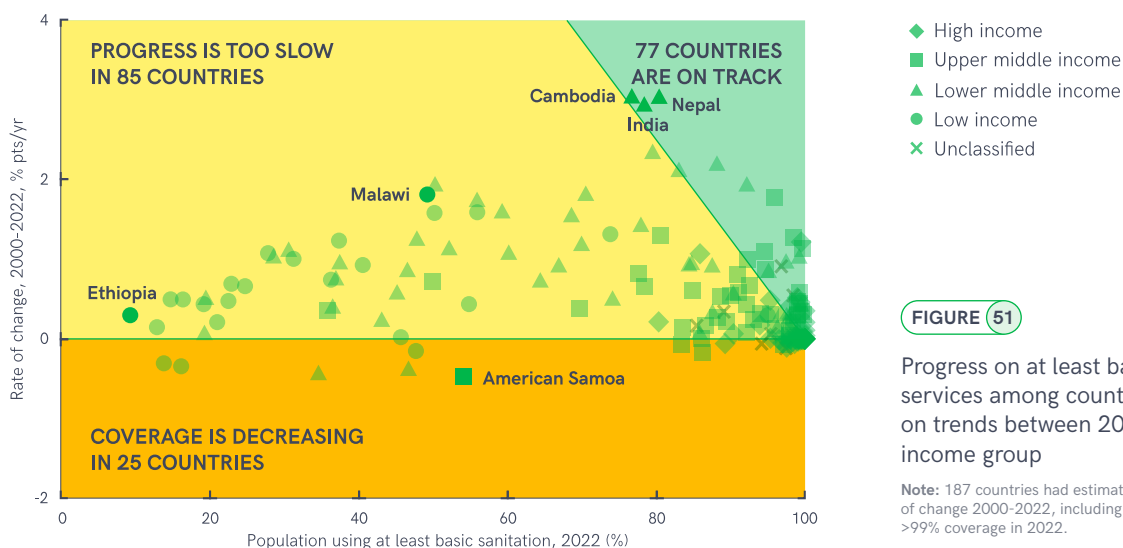 4
2
0
-2
Rate of change, 2000-2022, % pts/yr
PROGRESS IS TOO SLOW
IN 85 COUNTRIES
77 COUNTRIES
ARE ON TRACK
Cambodia
Nepal
India
Malawi
Ethiopia
American Samoa
COVERAGE IS DECREASING
IN 25 COUNTRIES
0
20
40
60
80
100
Population using at least basic sanitation, 2022 (%)
High income
Upper middle income
Lower middle income
Low income
Unclassified
FIGURE 51
Progress on at least ba
services among count
on trends between 20
income group
Note: 187 countries had estimat
of change 2000-2022, including
>99% coverage in 2022.